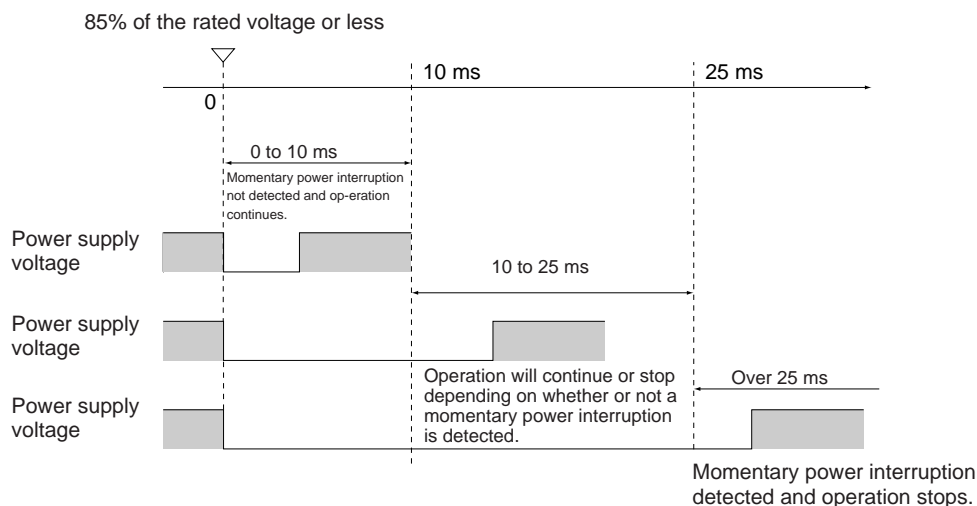 85% of the rated voltage or less
10 ms
25 ms
0
0 to 10 ms
Momentary power interruption
not detected and op-eration
continues.
Power supply
voltage
10 to 25 ms
Power supply
voltage
Operation will continue or stop
depending on whether or not a
momentary power interruption
is detected.
Over 25 ms
Power supply
voltage
Momentary power interruption
detected and operation stops.